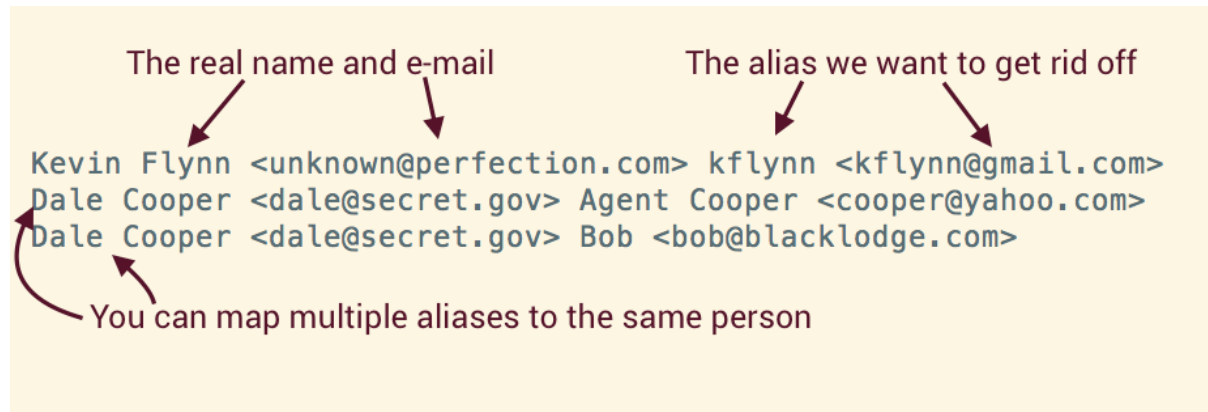 The real name and e-mail
The alias we want to get rid off
Kevin Flynn <unknown@perfection.com> kflynn <kflynn@gmail.com>
Dale Cooper <dale@secret.gov> Agent Cooper <cooper@yahoo.com>
Dale Cooper <dale@secret.gov> Bob <bob@blacklodge.com>
You can map multiple aliases to the same person